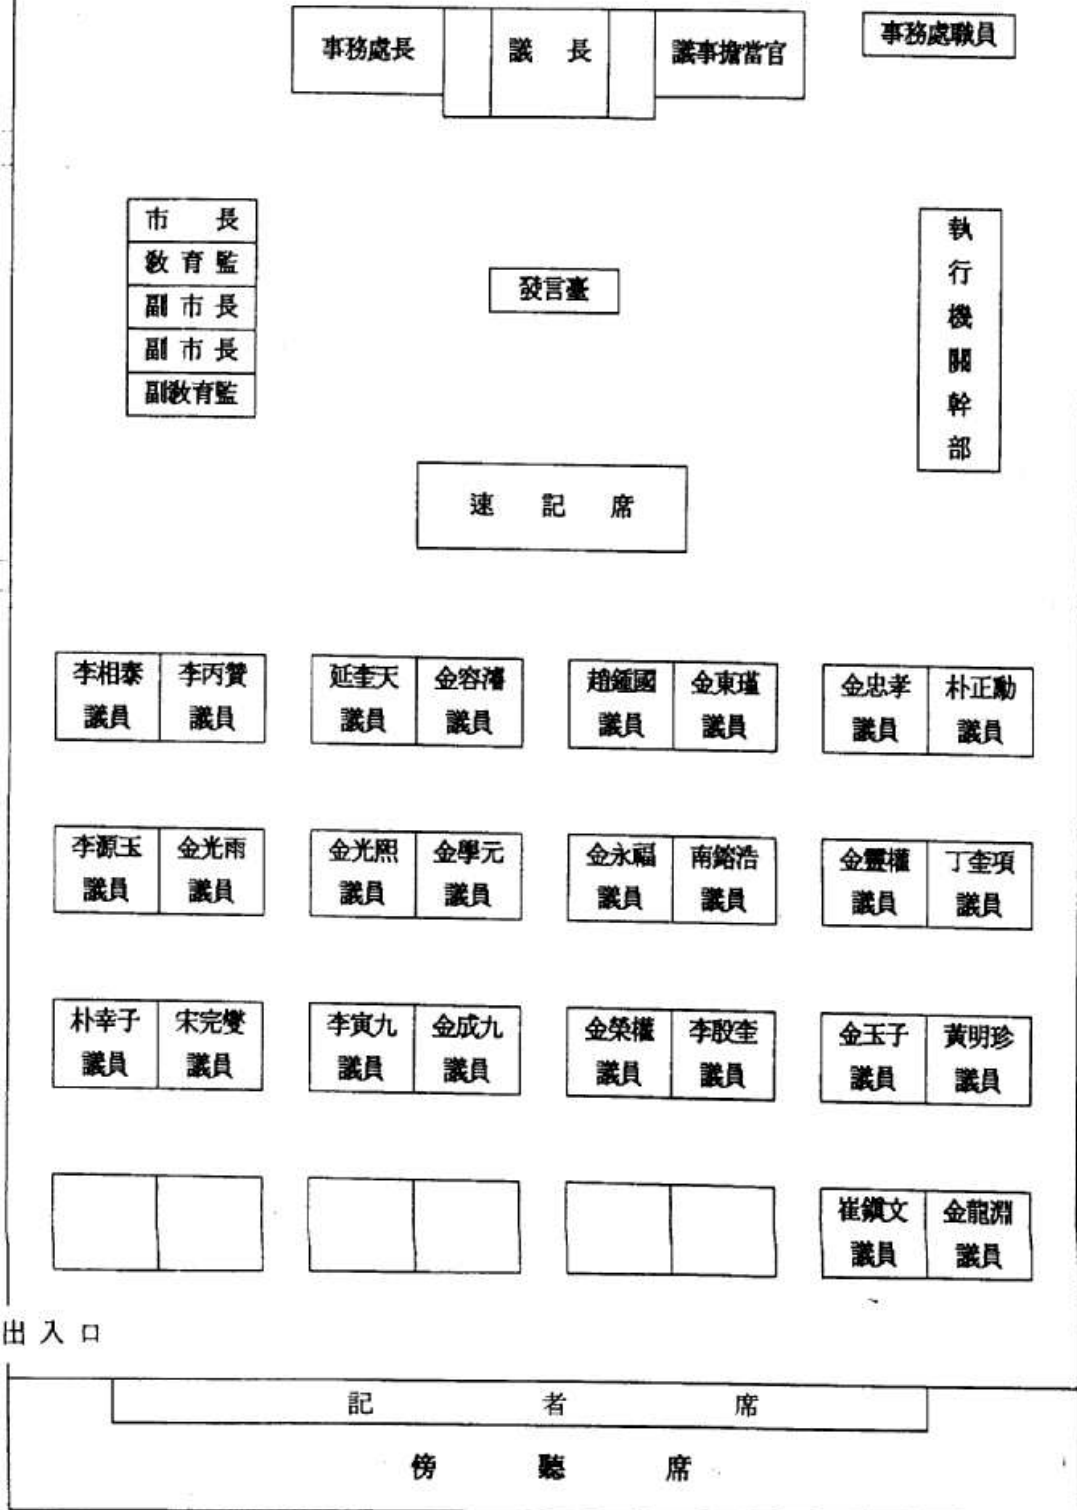 事務處長 議 長 議事擔當官 事務處職員
市 長
敎育監
副市長
副市長
副敎育監
發言臺
執
行
機
關
幹
部
速 記 席
李相泰 李丙贊 延奎天 金容濬 趙鍾國 金東瑾 金忠孝 朴正勳
議員 議員 議員 議員 議員 議員 議員 議員
李源玉 金光雨 金光熙 金學元 金永福 南鎔浩 金靈權 丁奎項
議員 議員 議員 議員 議員 議員 議員 議員
朴幸子 宋完燮 李寅九 金成九 金榮權 李殷奎 金玉子 黃明珍
議員 議員 議員 議員 議員 議員 議員 議員
崔鎭文 金龍淵
議員 議員
出入口
記 者 席
傍 聽 席